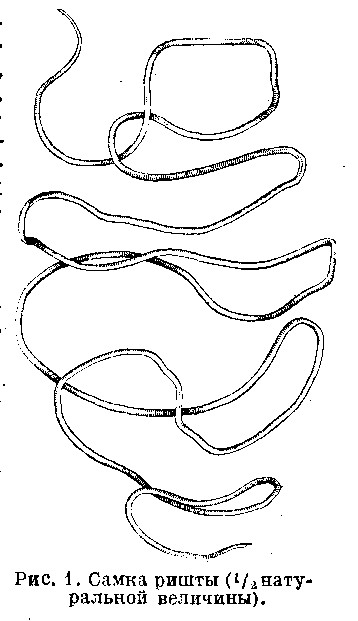 Рис. 1. Самка ришты (¹/₂ нату-
ральной величины).